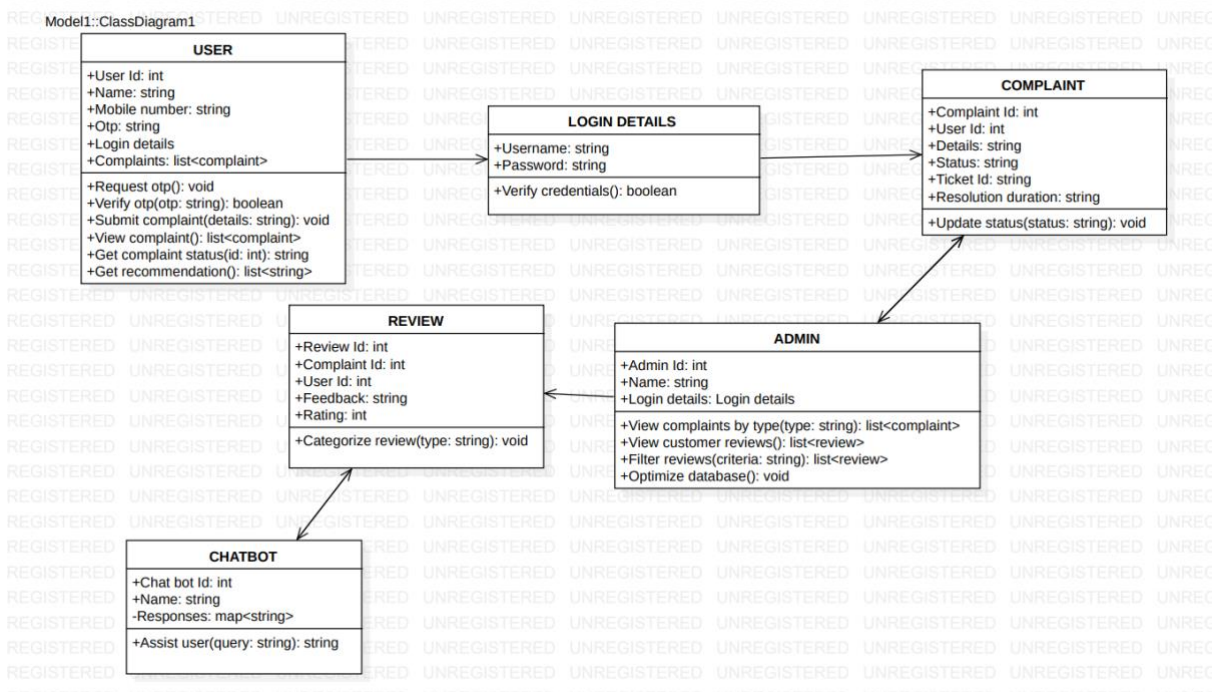 Model1::ClassDiagram1
USER
+User Id: int
+Name: string
+Mobile number: string
+Otp: string
+Login details
+Complaints: list<complaint>
+Request otp(): void
+Verify otp(otp: string): boolean
+Submit complaint(details: string): void
+View complaint(): list<complaint>
+Get complaint status(id: int): string
+Get recommendation(): list<string>
LOGIN DETAILS
+Username: string
+Password: string
+Verify credentials(): boolean
COMPLAINT
+Complaint Id: int
+User Id: int
+Details: string
+Status: string
+Ticket Id: string
+Resolution duration: string
+Update status(status: string): void
REVIEW
+Review Id: int
+Complaint Id: int
+User Id: int
+Feedback: string
+Rating: int
+Categorize review(type: string): void
ADMIN
+Admin Id: int
+Name: string
+Login details: Login details
+View complaints by type(type: string): list<complaint>
+View customer reviews(): list<review>
+Filter reviews(criteria: string): list<review>
+Optimize database(): void
CHATBOT
+Chat bot Id: int
+Name: string
-Responses: map<string>
+Assist user(query: string): string
UNREGISTERED